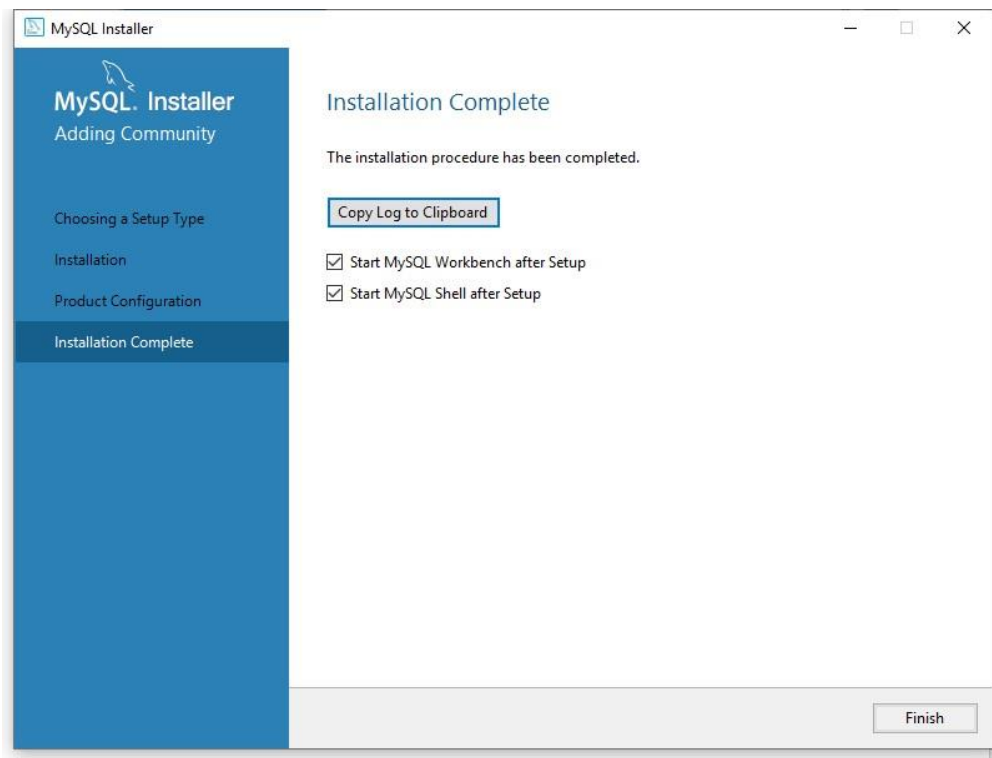 MySQL Installer
MySQL. Installer
Adding Community
Choosing a Setup Type
Installation
Product Configuration
Installation Complete
Installation Complete
The installation procedure has been completed.
Copy Log to Clipboard
Start MySQL Workbench after Setup
Start MySQL Shell after Setup
Finish